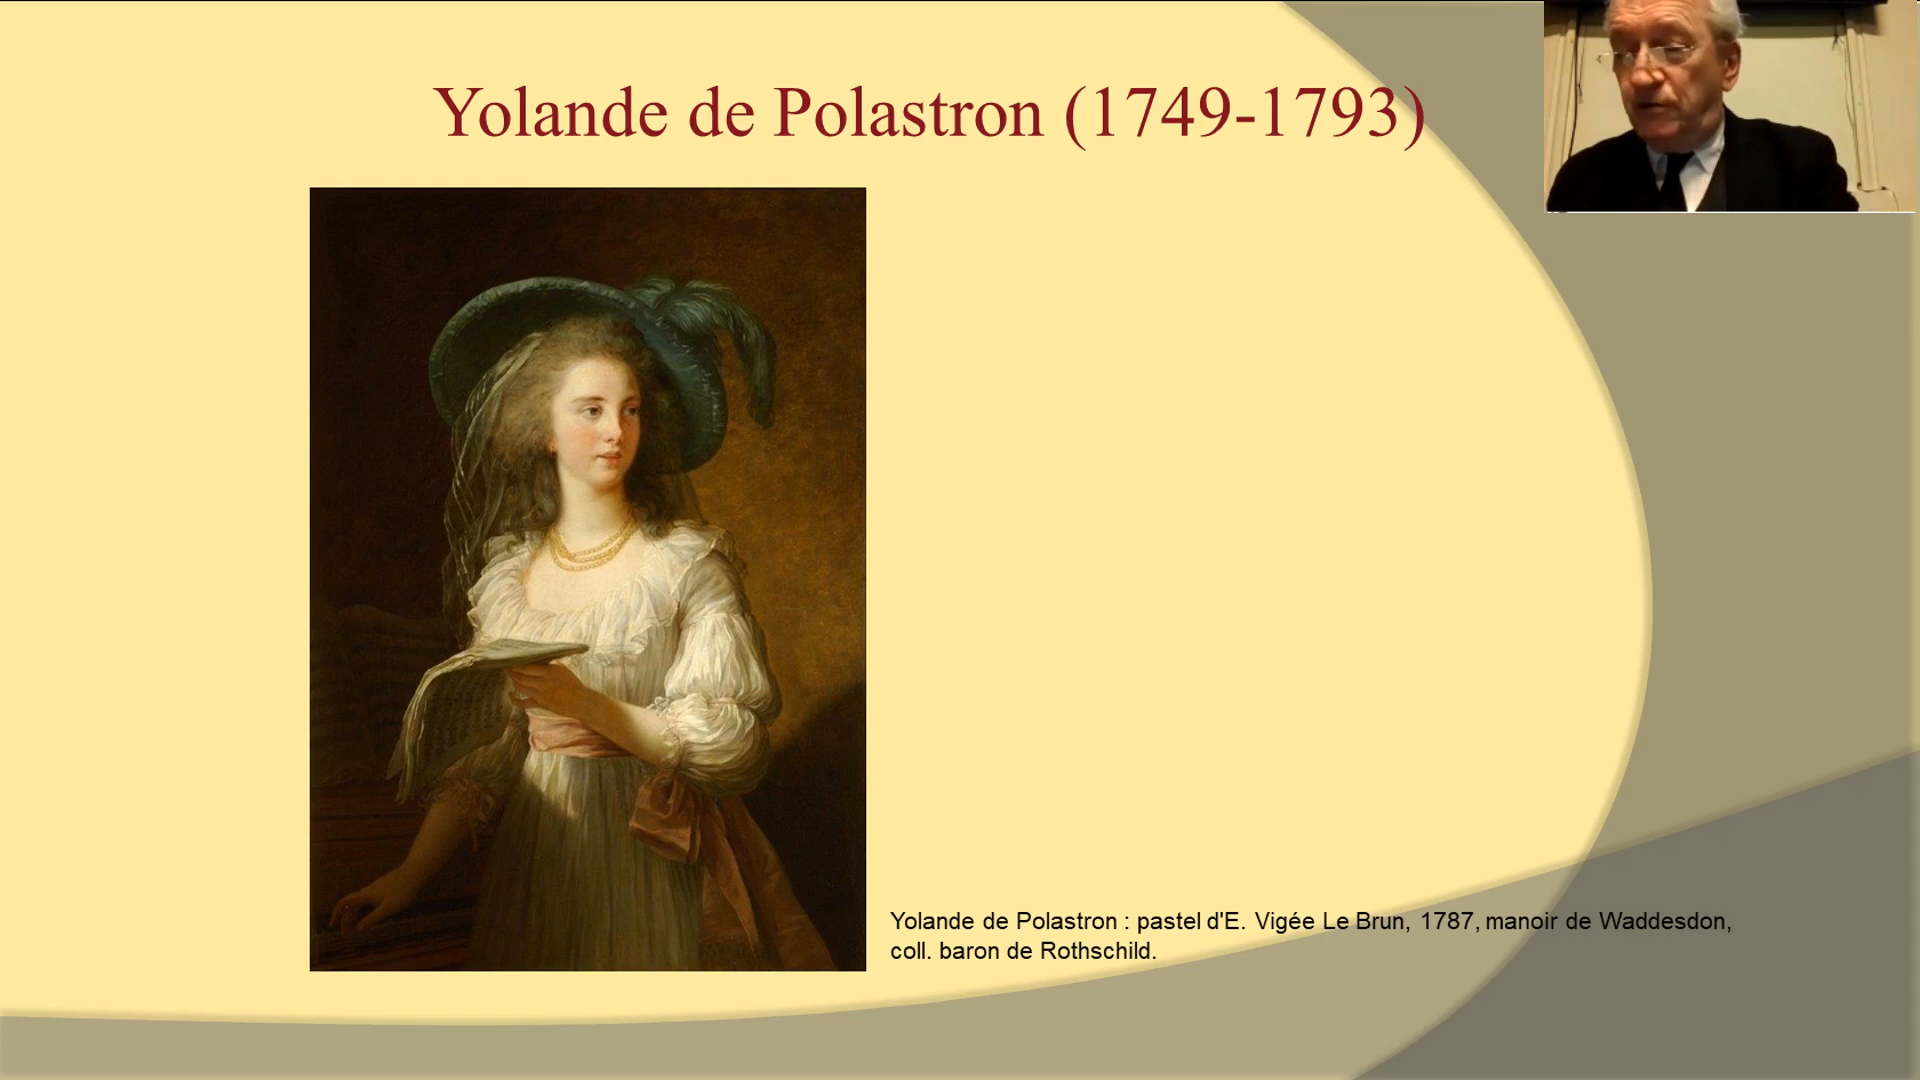 Yolande de Polastron (1749-1793)
Yolande de Polastron : pastel d'E. Vigée Le Brun, 1787, manoir de Waddesdon,
coll. baron de Rothschild.